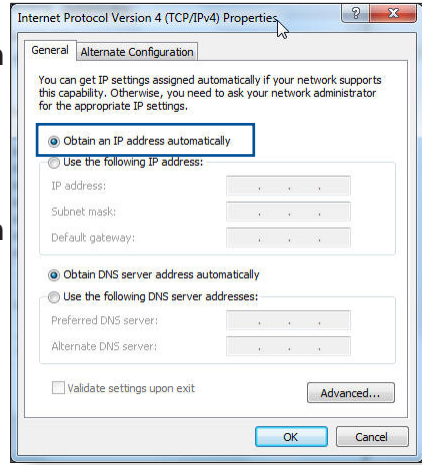 Internet Protocol Version 4 (TCP/IPv4) Properties
General Alternate Configuration
You can get IP settings assigned automatically if your network supports
this capability. Otherwise, you need to ask your network administrator
for the appropriate IP settings.
Obtain an IP address automatically
Use the following IP address:
IP address:
Subnet mask:
Default gateway:
Obtain DNS server address automatically
Use the following DNS server addresses:
Preferred DNS server:
Alternate DNS server:
Validate settings upon exit
Advanced...
OK Cancel